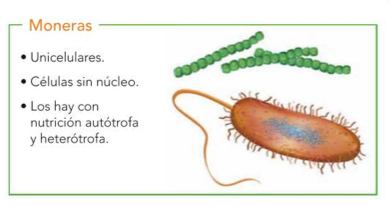 Moneras
• Unicelulares.
• Células sin núcleo.
• Los hay con
nutrición autótrofa
y heterótrofa.